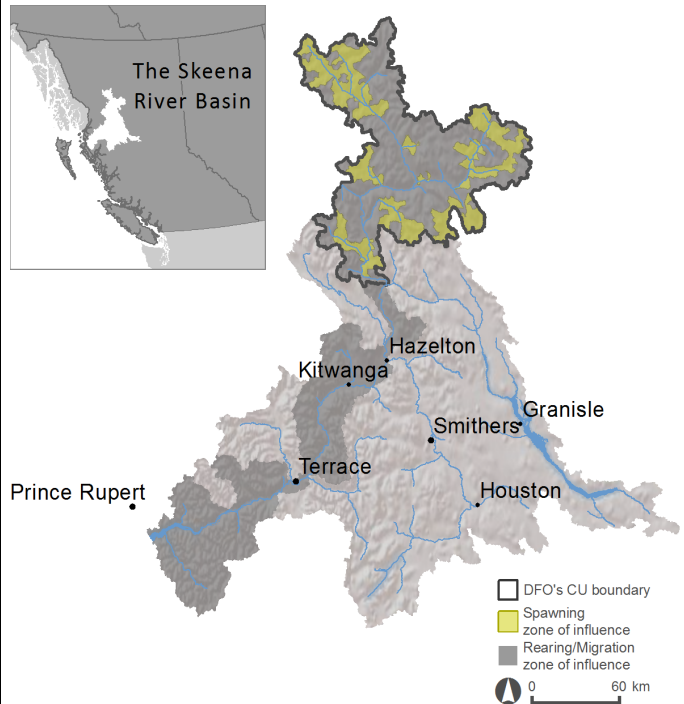 The Skeena
River Basin
Hazelton
Kitwanga
Granisle
Smithers
Terrace
Prince Rupert
Houston
DFO's CU boundary
Spawning
zone of influence
Rearing/Migration
zone of influence
0 60 km